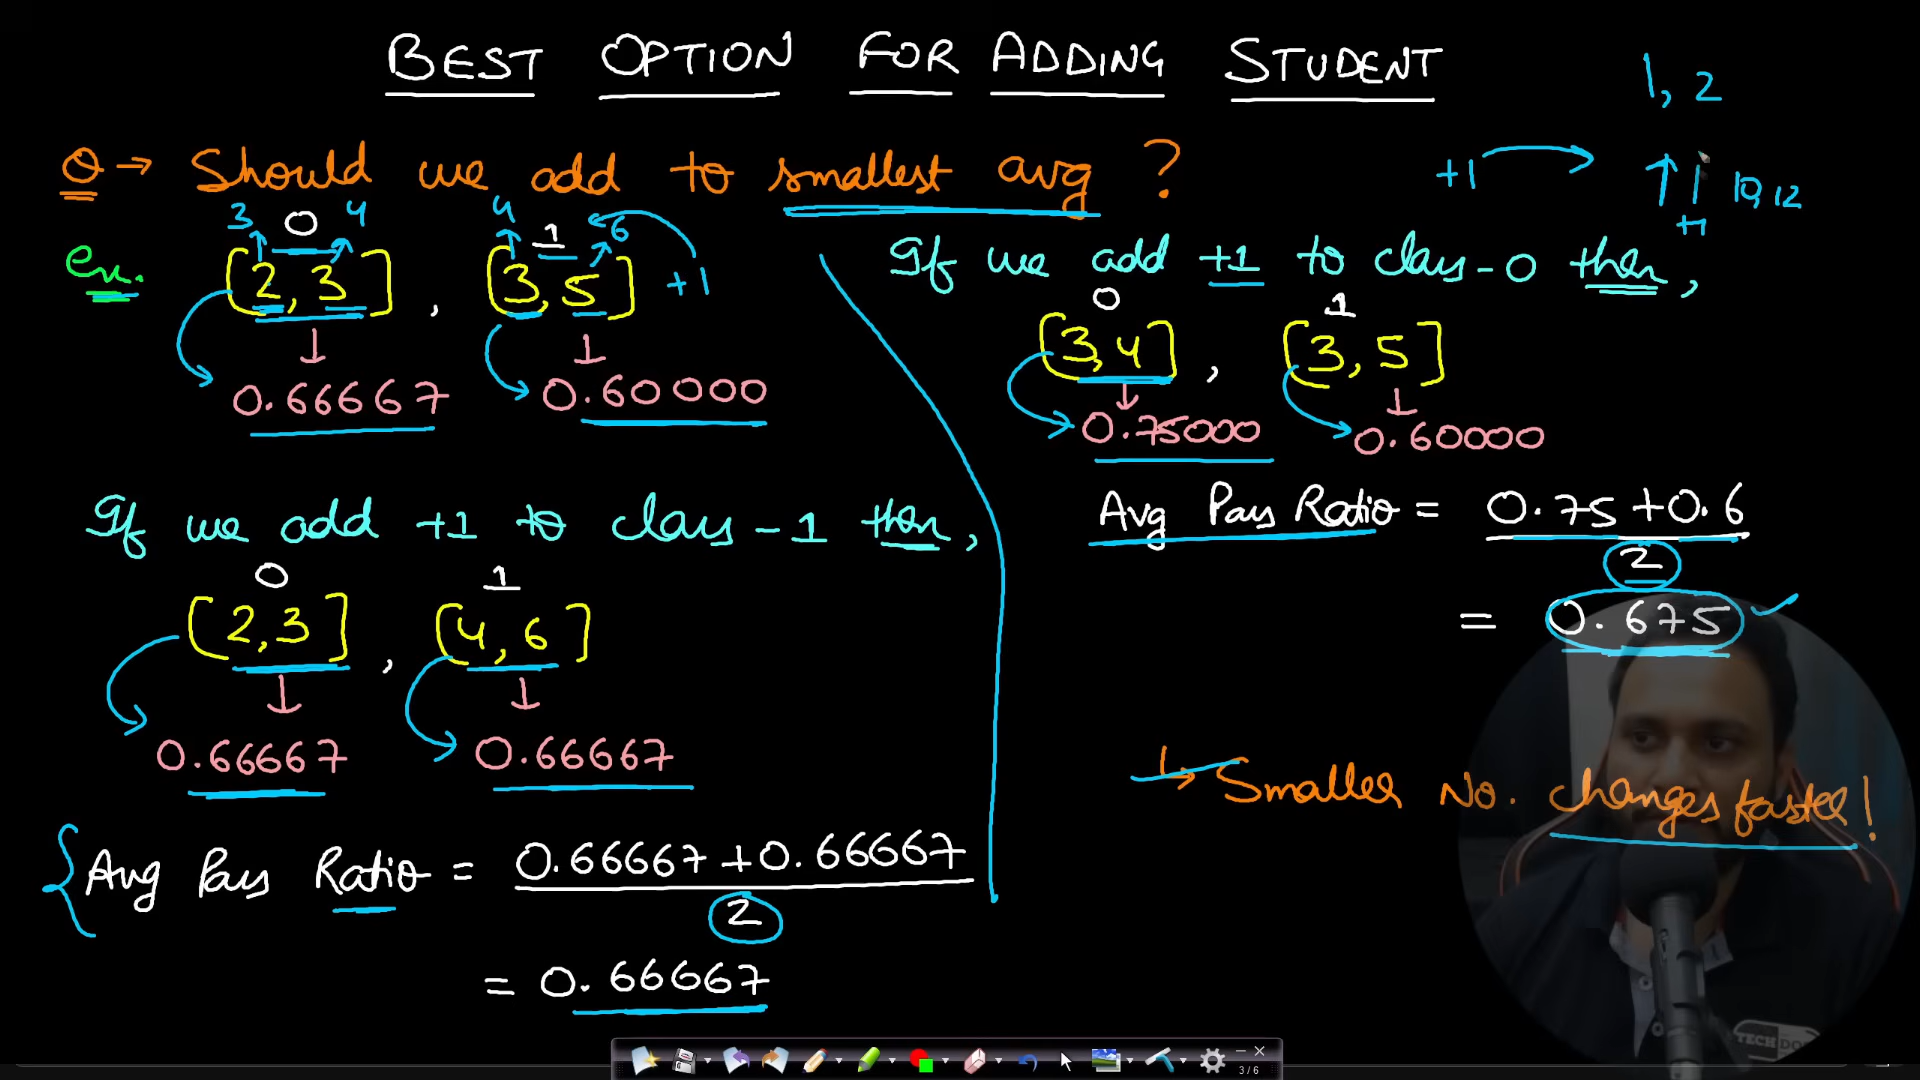 BEST OPTION FOR ADDING STUDENT
1, 2
Q → Should we add to smallest avg ?
+1 → 10, 12
+1
3 0 4 4 1 6
ex. [2, 3] , [3, 5] +1
0.66667 0.60000
If we add +1 to class - 1 then,
0 1
[2,3] , [4,6]
0.66667 0.66667
Avg Pass Ratio = 0.66667 + 0.66667
2
= 0.66667
If we add +1 to class - 0 then,
0 1
[3,4] , [3,5]
0.75000 0.60000
Avg Pass Ratio = 0.75 + 0.6
2
= 0.675 ✓
↳ Smaller No. changes faster!
3/6